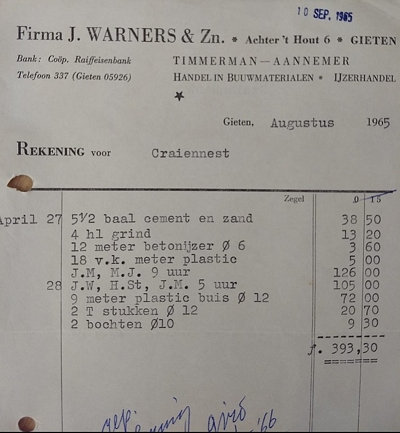 10 SEP. 1965
Firma J. WARNERS & Zn. * Achter 't Hout 6 * GIETEN
Bank: Coöp. Raiffeisenbank TIMMERMAN—AANNEMER
Telefoon 337 (Gieten 05926) HANDEL IN BOUWMATERIALEN * IJZERHANDEL
*
Gieten, Augustus 1965
REKENING voor Craiennest
Zegel 0 15
April 27 5½ baal cement en zand 38 50
4 hl grind 13 20
12 meter betonijzer Ø 6 3 60
18 v.k. meter plastic 5 00
J.M, M.J. 9 uur 126 00
28 J.W, H.St, J.M. 5 uur 105 00
9 meter plastic buis Ø 12 72 00
2 T stukken Ø 12 20 70
2 bochten Ø10 9 30
f. 393,30
giro
'66